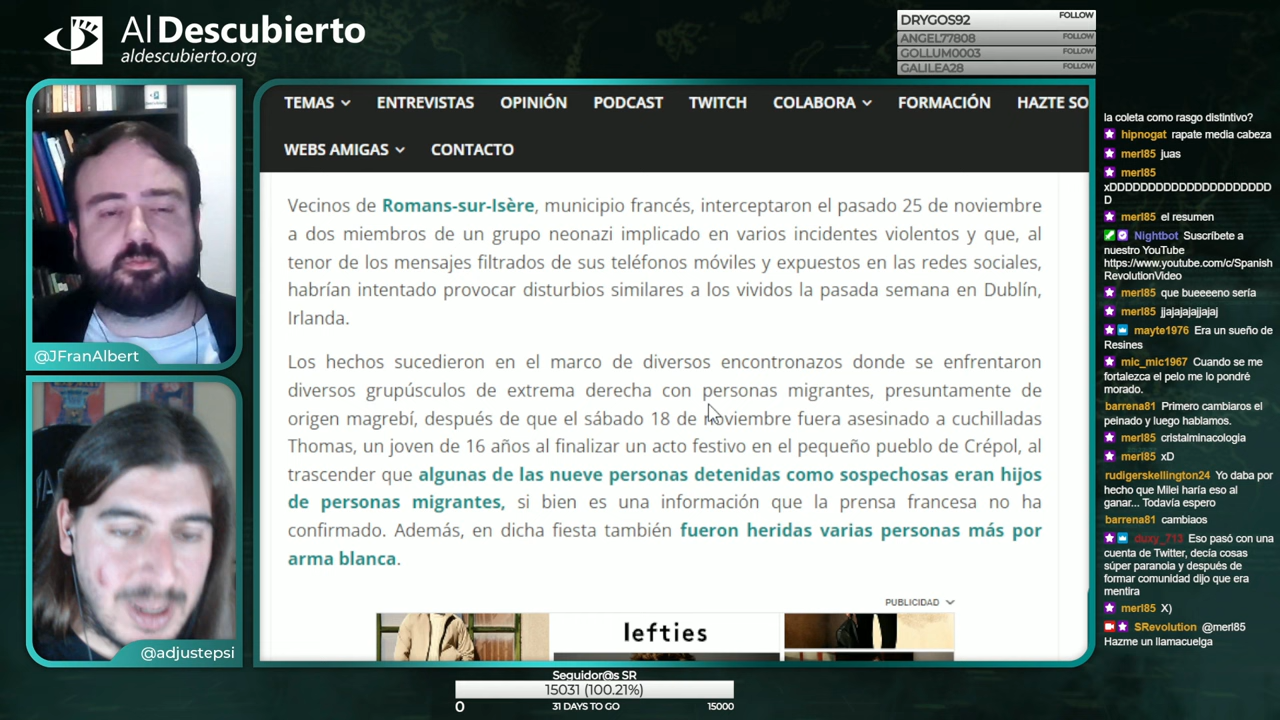 Al Descubierto
aldescubierto.org
DRYGOS92 FOLLOW
ANGEL77808 FOLLOW
GOLLUM0003 FOLLOW
GALILEA28 FOLLOW
TEMAS ENTREVISTAS OPINIÓN PODCAST TWITCH COLABORA FORMACIÓN HAZTE SO
WEBS AMIGAS CONTACTO
Vecinos de Romans-sur-Isère, municipio francés, interceptaron el pasado 25 de noviembre
a dos miembros de un grupo neonazi implicado en varios incidentes violentos y que, al
tenor de los mensajes filtrados de sus teléfonos móviles y expuestos en las redes sociales,
habrían intentado provocar disturbios similares a los vividos la pasada semana en Dublín,
Irlanda.
Los hechos sucedieron en el marco de diversos encontronazos donde se enfrentaron
diversos grupúsculos de extrema derecha con personas migrantes, presuntamente de
origen magrebí, después de que el sábado 18 de noviembre fuera asesinado a cuchilladas
Thomas, un joven de 16 años al finalizar un acto festivo en el pequeño pueblo de Crépol, al
trascender que algunas de las nueve personas detenidas como sospechosas eran hijos
de personas migrantes, si bien es una información que la prensa francesa no ha
confirmado. Además, en dicha fiesta también fueron heridas varias personas más por
arma blanca.
PUBLICIDAD
lefties
@JFranAlbert
@adjustepsi
la coleta como rasgo distintivo?
hipnogat rapate media cabeza
merl85 juas
merl85
xDDDDDDDDDDDDDDDDDDDDD
D
merl85 el resumen
Nightbot Suscríbete a
nuestro YouTube
https://www.youtube.com/c/Spanish
RevolutionVideo
merl85 que bueeeeno sería
merl85 jjajajajajjajaj
mayte1976 Era un sueño de
Resines
mic_mic1967 Cuando se me
fortalezca el pelo me lo pondré
morado.
barrena81 Primero cambiaros el
peinado y luego hablamos.
merl85 cristalminacologia
merl85 xD
rudigerskellington24 Yo daba por
hecho que Milei haría eso al
ganar... Todavía espero
barrena81 cambiaos
duxy_713 Eso pasó con una
cuenta de Twitter, decía cosas
súper paranoia y después de
formar comunidad dijo que era
mentira
merl85 X)
SRevolution @merl85
Hazme un llamacuelga
Seguidor@s SR
15031 (100.21%)
0 31 DAYS TO GO 15000